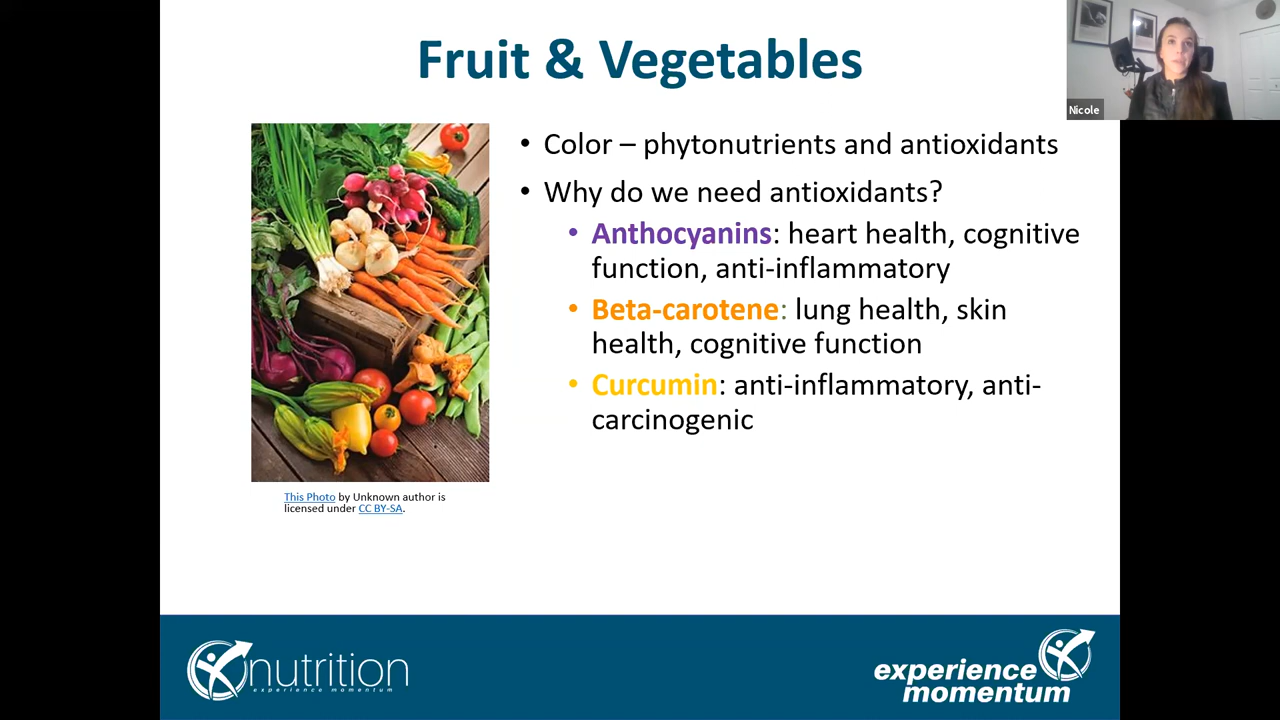 Fruit & Vegetables
Nicole
• Color – phytonutrients and antioxidants
• Why do we need antioxidants?
• Anthocyanins: heart health, cognitive
function, anti-inflammatory
• Beta-carotene: lung health, skin
health, cognitive function
• Curcumin: anti-inflammatory, anti-
carcinogenic
This Photo by Unknown author is
licensed under CC BY-SA.
nutrition
experience momentum
experience
momentum